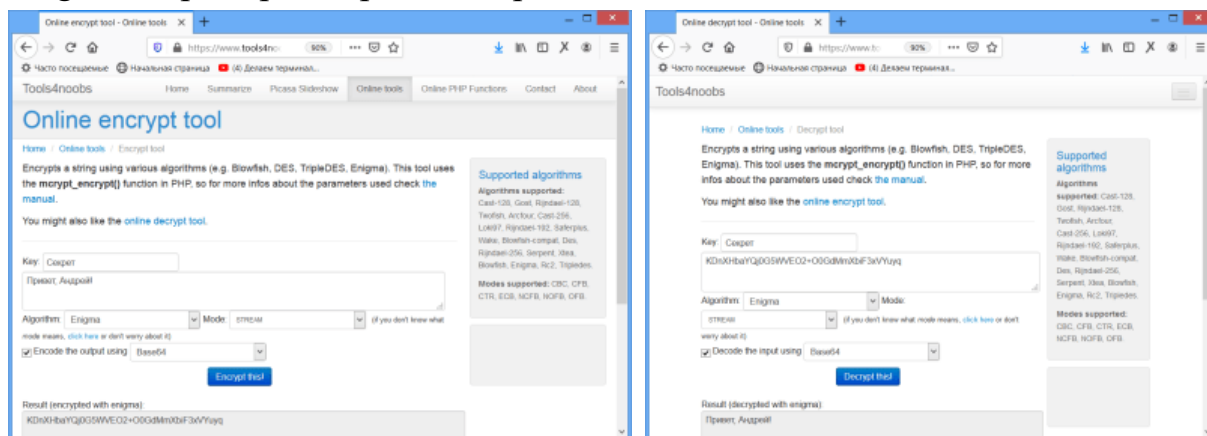 Online encrypt tool - Online tools
https://www.tools4no
90%
Часто посещаемые Начальная страница (4) Делаем терминал...
Tools4noobs Home Summarize Picasa Slideshow Online tools Online PHP Functions Contact About
Online encrypt tool
Home / Online tools / Encrypt tool
Encrypts a string using various algorithms (e.g. Blowfish, DES, TripleDES, Enigma). This tool uses
the mcrypt_encrypt() function in PHP, so for more infos about the parameters used check the
manual.
You might also like the online decrypt tool.
Supported algorithms
Algorithms supported:
Cast-128, Gost, Rijndael-128,
Twofish, Arcfour, Cast-256,
Loki97, Rijndael-192, Saferplus,
Wake, Blowfish-compat, Des,
Rijndael-256, Serpent, Xtea,
Blowfish, Enigma, Rc2, Tripledes.
Modes supported: CBC, CFB,
CTR, ECB, NCFB, NOFB, OFB.
Key: Секрет
Привет, Андрей!
Algorithm: Enigma Mode: STREAM (if you don't know what
mode means, click here or don't worry about it)
Encode the output using Base64
Encrypt this!
Result (encrypted with enigma):
Online decrypt tool - Online tools
90%
Часто посещаемые Начальная страница (4) Делаем терминал...
Tools4noobs
Home / Online tools / Decrypt tool
Encrypts a string using various algorithms (e.g. Blowfish, DES, TripleDES,
Enigma). This tool uses the mcrypt_encrypt() function in PHP, so for more
infos about the parameters used check the manual.
You might also like the online encrypt tool.
Supported
algorithms
Algorithms
supported: Cast-128,
Gost, Rijndael-128,
Twofish, Arcfour,
Cast-256, Loki97,
Rijndael-192, Saferplus,
Wake, Blowfish-compat,
Des, Rijndael-256,
Serpent, Xtea, Blowfish,
Enigma, Rc2, Tripledes.
Modes supported:
CBC, CFB, CTR, ECB,
NCFB, NOFB, OFB.
Key: Секрет
Algorithm: Enigma Mode:
STREAM (if you don't know what mode means, click here or don't
worry about it)
Decode the input using Base64
Decrypt this!
Result (decrypted with enigma):
Привет, Андрей!